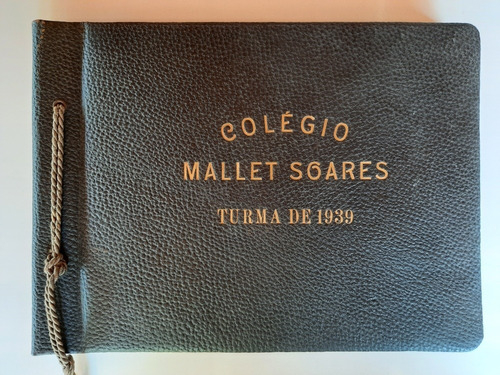 COLÉGIO
MALLET SOARES
TURMA DE 1939